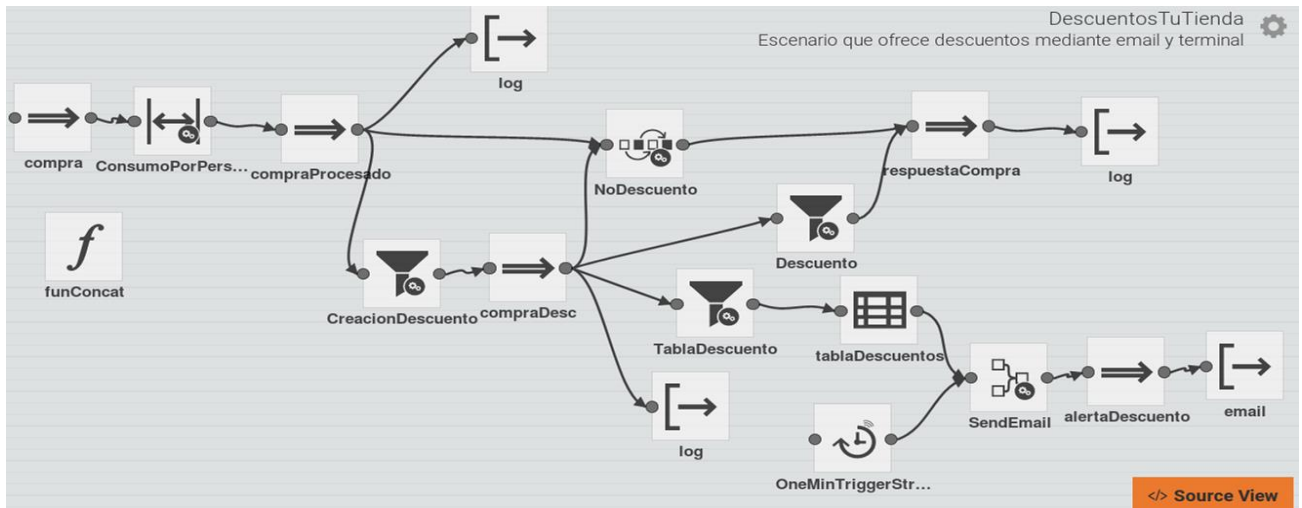 DescuentosTuTienda
Escenario que ofrece descuentos mediante email y terminal
log
compra
ConsumoPorPers...
compraProcesado
NoDescuento
respuestaCompra
log
funConcat
Descuento
CreacionDescuento
compraDesc
TablaDescuento
tablaDescuentos
log
SendEmail
alertaDescuento
email
OneMinTriggerStr...
</> Source View